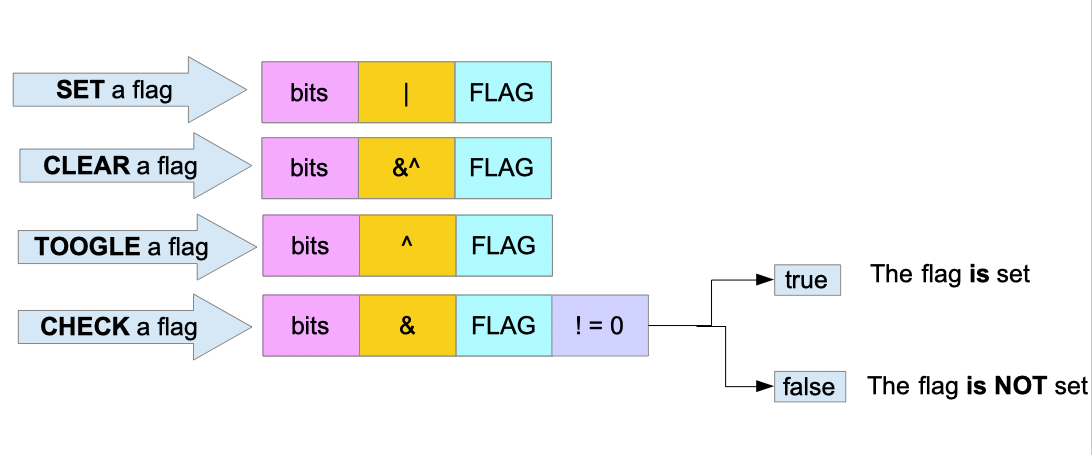 SET a flag bits | FLAG
CLEAR a flag bits &^ FLAG
TOOGLE a flag bits ^ FLAG
CHECK a flag bits & FLAG ! = 0
true The flag is set
false The flag is NOT set